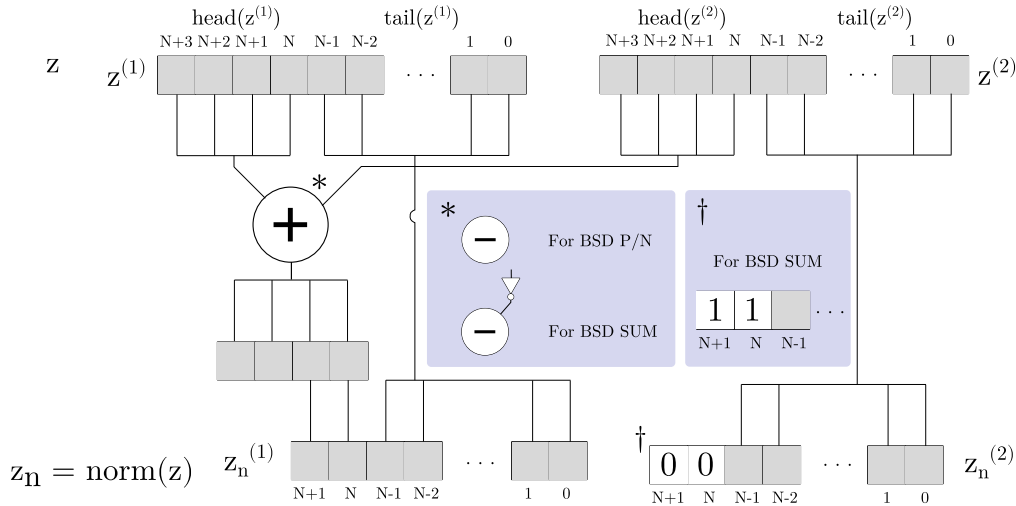 head(z(1)) tail(z(1)) head(z(2)) tail(z(2))
N+3 N+2 N+1 N N-1 N-2 1 0 N+3 N+2 N+1 N N-1 N-2 1 0
z z(1) · · · · · · z(2)
*
+
* †
− For BSD P/N
For BSD SUM
1 1 · · ·
− For BSD SUM
N+1 N N-1
†
zn(1) · · · 0 0 · · · zn(2)
zn = norm(z)
N+1 N N-1 N-2 1 0 N+1 N N-1 N-2 1 0